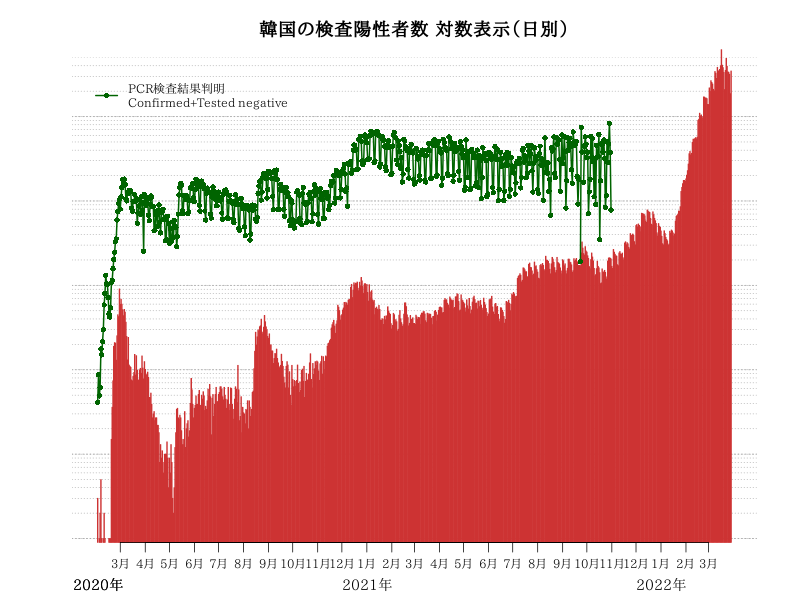 韓国の検査陽性者数 対数表示（日別）
PCR検査結果判明
Confirmed+Tested negative
3月 4月 5月 6月 7月 8月 9月 10月 11月 12月 1月 2月 3月 4月 5月 6月 7月 8月 9月 10月 11月 12月 1月 2月 3月
2020年 2021年 2022年